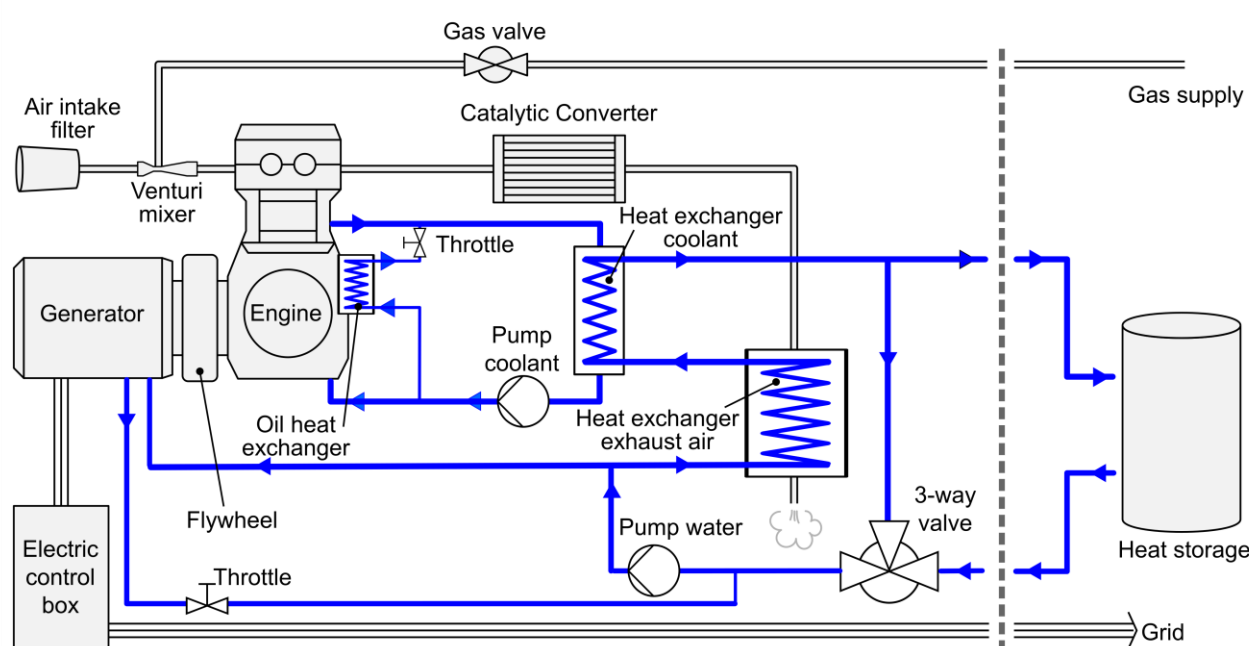 Gas valve
Gas supply
Air intake
filter
Catalytic Converter
Venturi
mixer
Heat exchanger
coolant
Throttle
Generator
Engine
Pump
coolant
Oil heat
exchanger
Heat exchanger
exhaust air
Flywheel
3-way
valve
Pump water
Heat storage
Electric
control
box
Throttle
Grid